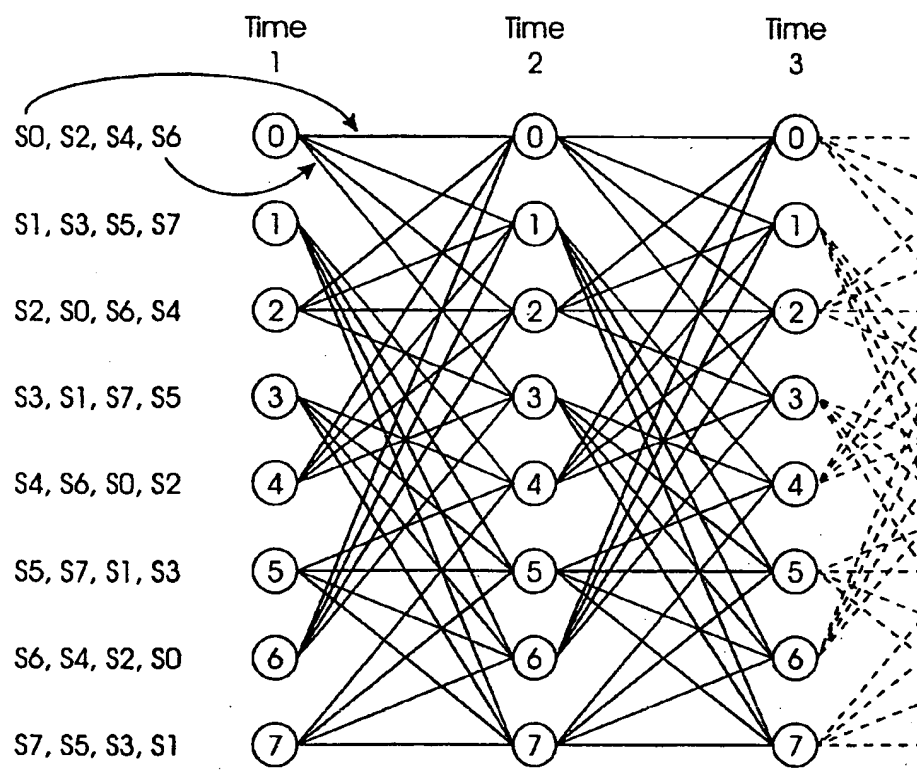 Time Time Time
1 2 3
S0, S2, S4, S6 0 0 0
S1, S3, S5, S7 1 1 1
S2, S0, S6, S4 2 2 2
S3, S1, S7, S5 3 3 3
S4, S6, S0, S2 4 4 4
S5, S7, S1, S3 5 5 5
S6, S4, S2, S0 6 6 6
S7, S5, S3, S1 7 7 7